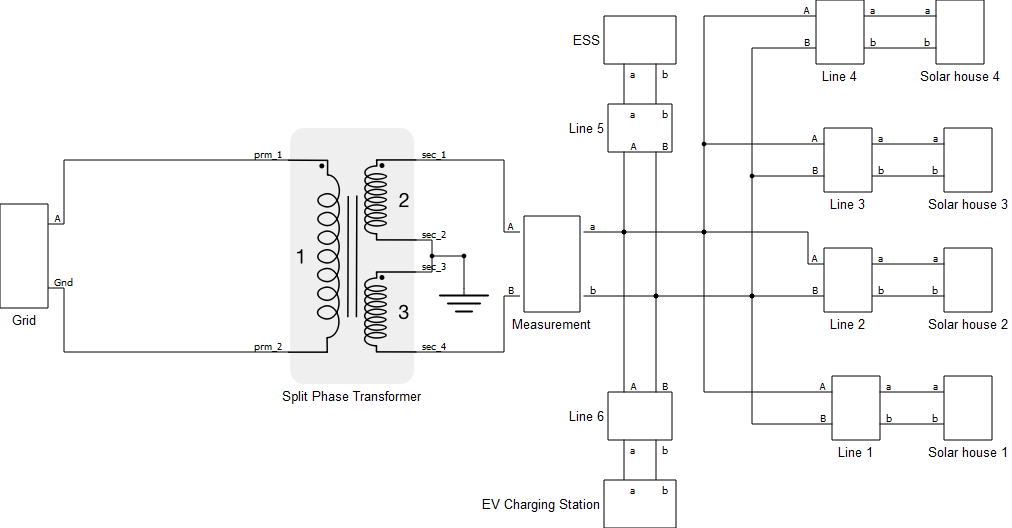 A a a
ESS
B b b
a b
Line 4 Solar house 4
a b
Line 5
A a a
A B
prm_1 sec_1
B b b
2
Line 3 Solar house 3
A
A a
sec_2
1
A a a
sec_3
Gnd
B b
B b b
3
Grid
Measurement
Line 2 Solar house 2
prm_2 sec_4
Split Phase Transformer
A B
A a a
Line 6
B b b
a b
Line 1 Solar house 1
a b
EV Charging Station